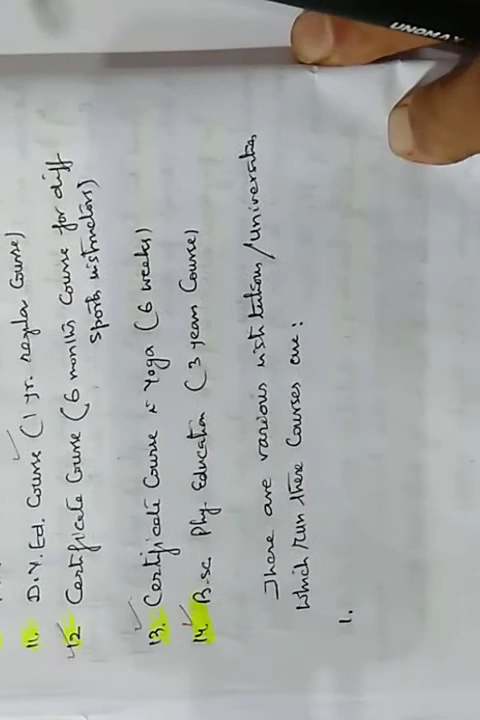 11. D.Y.Ed. Course (1 yr. regular Course)
12 Certificate Course (6 months Course for diff
sports instructors)
13. Certificate Course in Yoga (6 weeks)
14. B.sc Phy. Education (3 years Course)
There are various institutions/universities
which run these Courses are:
1.
UNOMAX